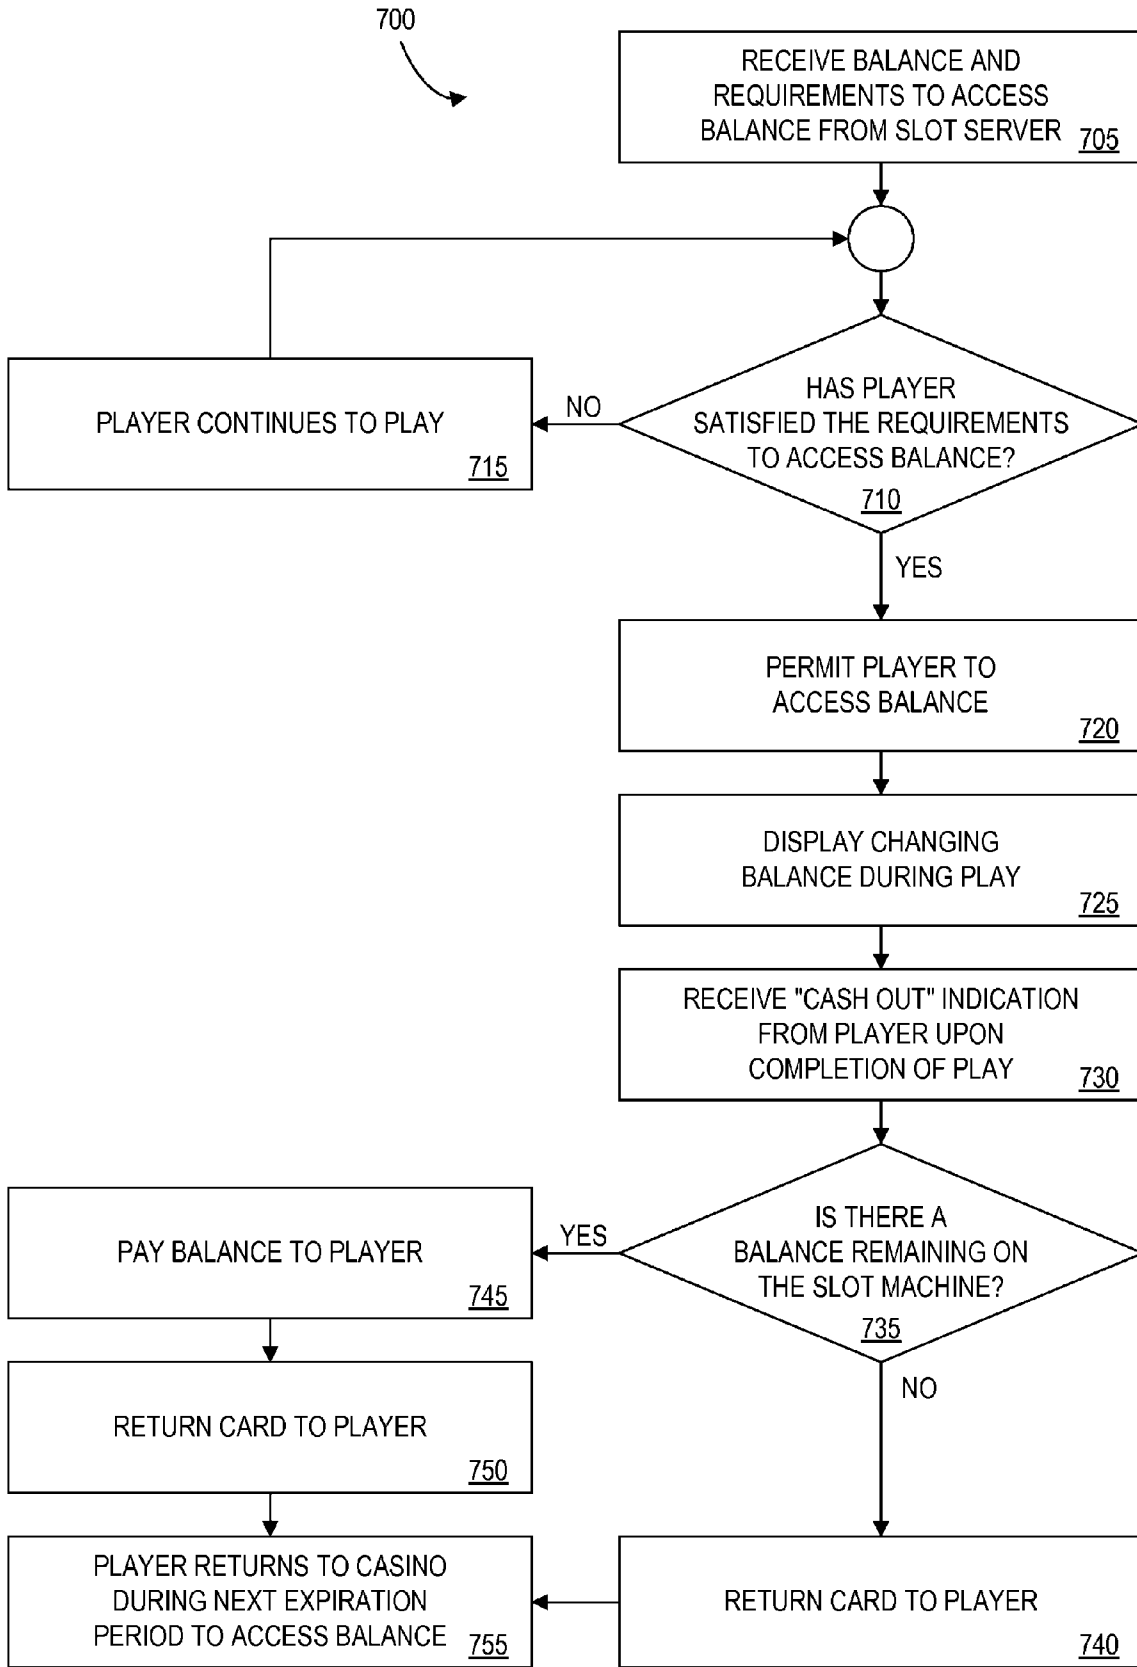 700
RECEIVE BALANCE AND
REQUIREMENTS TO ACCESS
BALANCE FROM SLOT SERVER
705
HAS PLAYER
SATISFIED THE REQUIREMENTS
TO ACCESS BALANCE?
710
NO
PLAYER CONTINUES TO PLAY
715
YES
PERMIT PLAYER TO
ACCESS BALANCE
720
DISPLAY CHANGING
BALANCE DURING PLAY
725
RECEIVE "CASH OUT" INDICATION
FROM PLAYER UPON
COMPLETION OF PLAY
730
IS THERE A
BALANCE REMAINING ON
THE SLOT MACHINE?
735
YES
PAY BALANCE TO PLAYER
745
NO
RETURN CARD TO PLAYER
750
PLAYER RETURNS TO CASINO
DURING NEXT EXPIRATION
PERIOD TO ACCESS BALANCE
755
RETURN CARD TO PLAYER
740